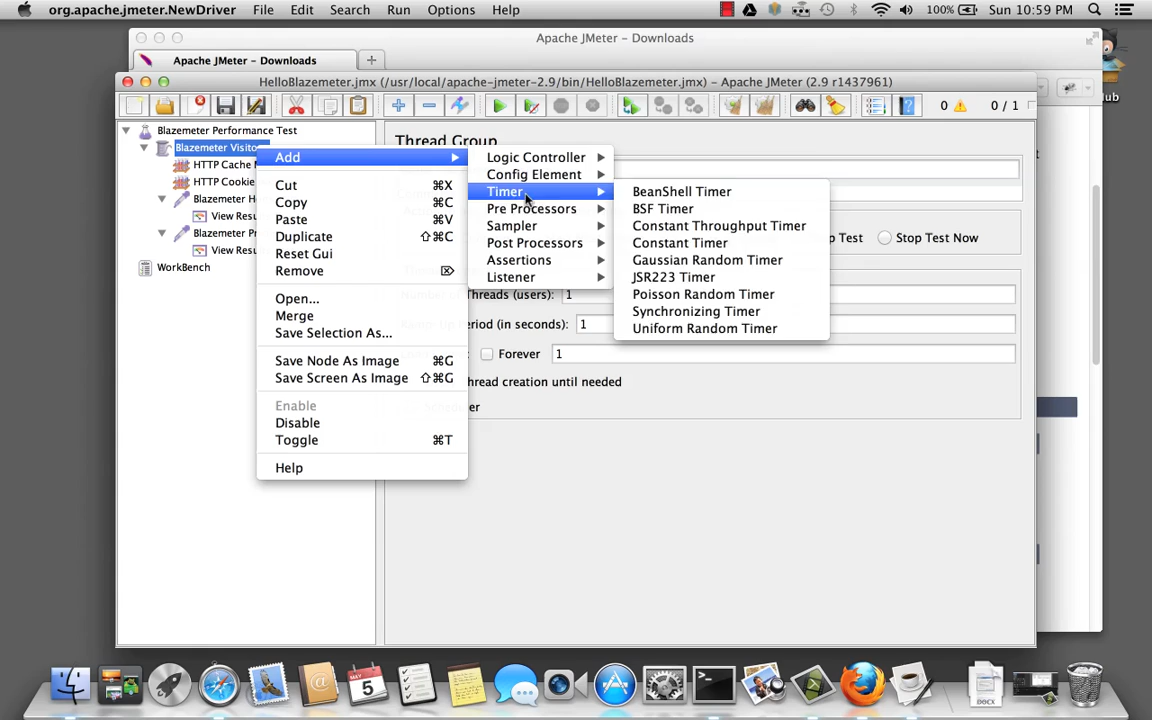 org.apache.jmeter.NewDriver File Edit Search Run Options Help 100% Sun 10:59 PM
Apache JMeter – Downloads
Apache JMeter – Downloads
HelloBlazemeter.jmx (/usr/local/apache-jmeter-2.9/bin/HelloBlazemeter.jmx) – Apache JMeter (2.9 r1437961)
0 0 / 1
Blazemeter Performance Test
Thread Group
Blazemeter
HTTP Cache
HTTP Cookie
Blazemeter
View
Blazemeter
View
WorkBench
Add
Cut ⌘X
Copy ⌘C
Paste ⌘V
Duplicate ⇧⌘C
Reset Gui
Remove
Open...
Merge
Save Selection As...
Save Node As Image ⌘G
Save Screen As Image ⇧⌘G
Enable
Disable
Toggle ⌘T
Help
Logic Controller
Config Element
Timer
Pre Processors
Sampler
Post Processors
Assertions
Listener
BeanShell Timer
BSF Timer
Constant Throughput Timer
Constant Timer
Gaussian Random Timer
JSR223 Timer
Poisson Random Timer
Synchronizing Timer
Uniform Random Timer
Test Stop Test Now
Threads (users): 1
(in seconds): 1
Forever 1
creation until needed
MAY
5
DOCX